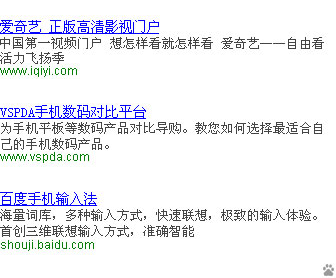 爱奇艺 正版高清影视门户
中国第一视频门户 想怎样看就怎样看 爱奇艺——自由看
活力飞扬季
www.iqiyi.com
VSPDA手机数码对比平台
为手机平板等数码产品对比导购。教您如何选择最适合自
己的手机数码产品。
www.vspda.com
百度手机输入法
海量词库，多种输入方式，快速联想，极致的输入体验。
首创三维联想输入方式，准确智能
shouji.baidu.com